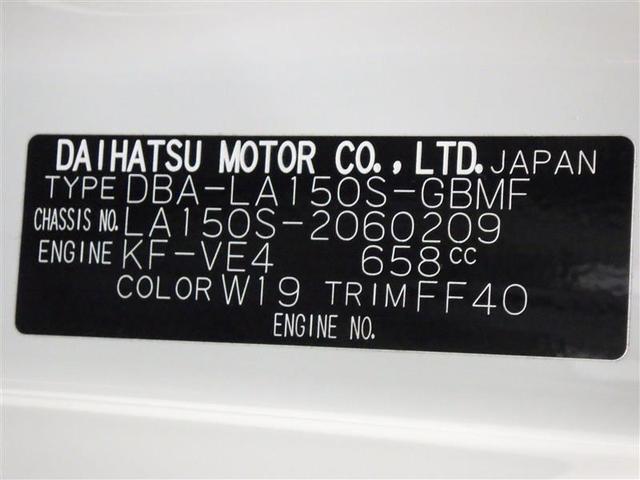 DAIHATSU MOTOR CO.,LTD. JAPAN
TYPE DBA-LA150S-GBMF
CHASSIS NO. LA150S-2060209
ENGINE KF-VE4 658cc
COLOR W19 TRIM FF40
ENGINE NO.